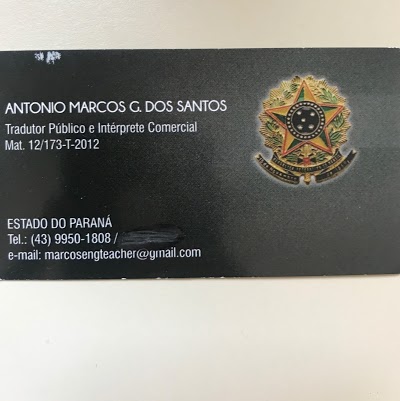 ANTONIO MARCOS G. DOS SANTOS
Tradutor Público e Intérprete Comercial
Mat. 12/173-T-2012
ESTADO DO PARANÁ
Tel.: (43) 9950-1808 /
e-mail: marcosengteacher@gmail.com